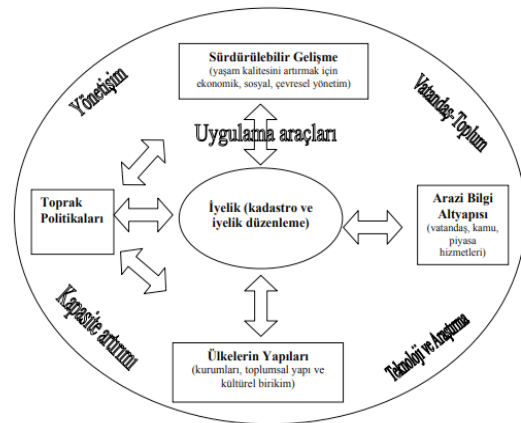 Sürdürülebilir Gelişme
(yaşam kalitesini artırmak için
ekonomik, sosyal, çevresel yönetim)
Yönetişim
Vatandaş-Toplum
Uygulama araçları
Toprak
Politikaları
İyelik (kadastro ve
iyelik düzenleme)
Arazi Bilgi
Altyapısı
(vatandaş, kamu,
piyasa
hizmetleri)
Kapasite artırımı
Teknoloji ve Araştırma
Ülkelerin Yapıları
(kurumları, toplumsal yapı ve
kültürel birikim)